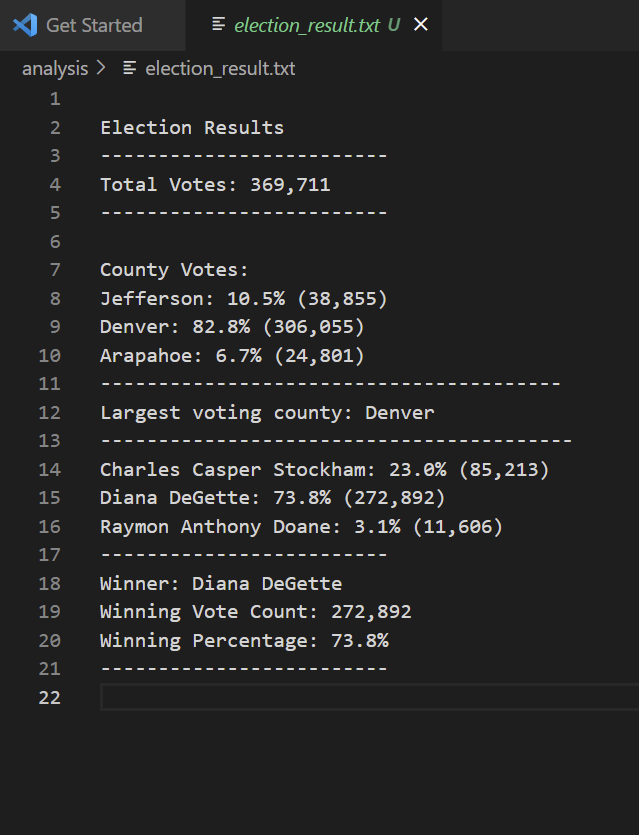 Get Started election_result.txt U
analysis > election_result.txt
1
2 Election Results
3 -------------------------
4 Total Votes: 369,711
5 -------------------------
6
7 County Votes:
8 Jefferson: 10.5% (38,855)
9 Denver: 82.8% (306,055)
10 Arapahoe: 6.7% (24,801)
11 ----------------------------------------
12 Largest voting county: Denver
13 -----------------------------------------
14 Charles Casper Stockham: 23.0% (85,213)
15 Diana DeGette: 73.8% (272,892)
16 Raymon Anthony Doane: 3.1% (11,606)
17 -------------------------
18 Winner: Diana DeGette
19 Winning Vote Count: 272,892
20 Winning Percentage: 73.8%
21 -------------------------
22